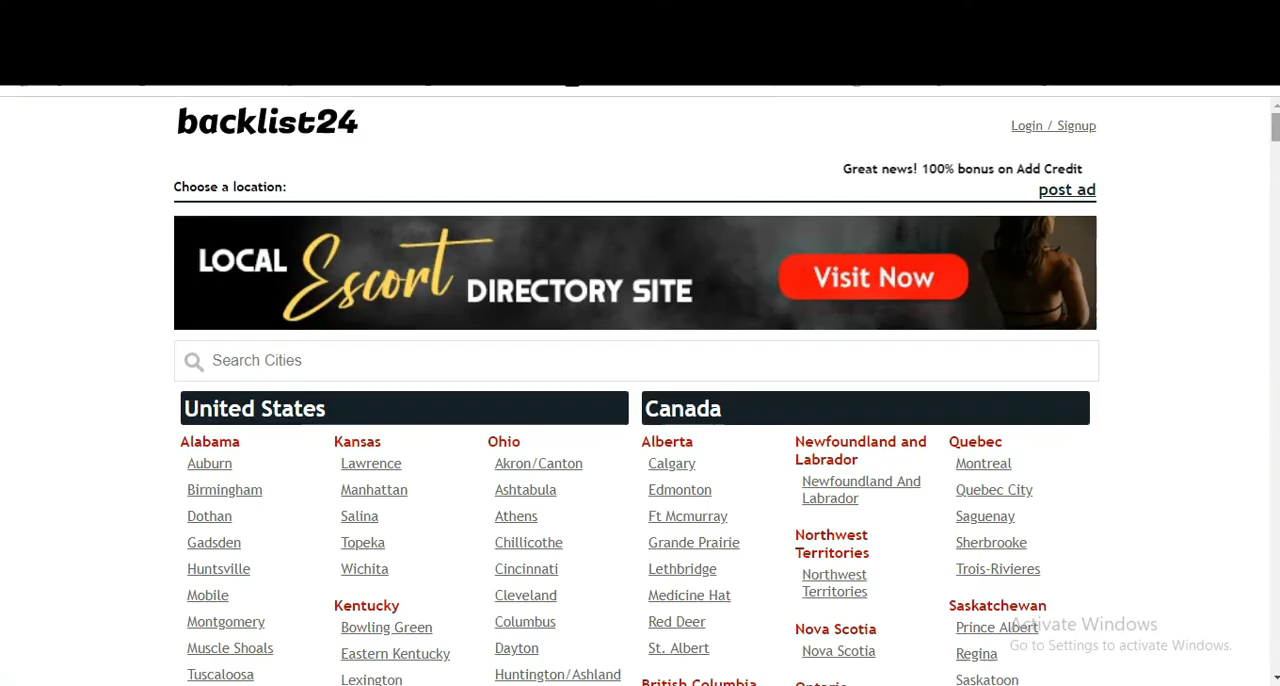 backlist24
Login / Signup
Great news! 100% bonus on Add Credit
Choose a location:
post ad
LOCAL Escort DIRECTORY SITE
Visit Now
Search Cities
United States
Alabama
Auburn
Birmingham
Dothan
Gadsden
Huntsville
Mobile
Montgomery
Muscle Shoals
Tuscaloosa
Kansas
Lawrence
Manhattan
Salina
Topeka
Wichita
Kentucky
Bowling Green
Eastern Kentucky
Lexington
Ohio
Akron/Canton
Ashtabula
Athens
Chillicothe
Cincinnati
Cleveland
Columbus
Dayton
Huntington/Ashland
Canada
Alberta
Calgary
Edmonton
Ft Mcmurray
Grande Prairie
Lethbridge
Medicine Hat
Red Deer
St. Albert
British Columbia
Newfoundland and
Labrador
Newfoundland And
Labrador
Northwest
Territories
Northwest
Territories
Nova Scotia
Nova Scotia
Ontario
Quebec
Montreal
Quebec City
Saguenay
Sherbrooke
Trois-Rivieres
Saskatchewan
Prince Albert
Regina
Saskatoon
Activate Windows
Go to Settings to activate Windows.